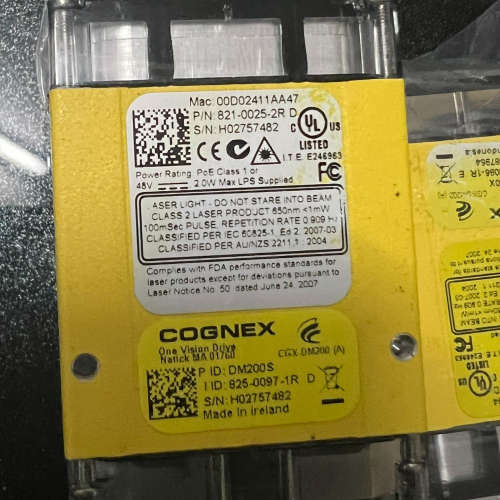 Mac: 00D02411AA47
P/N: 821-0025-2R D
S/N: H02757482
C UL US
LISTED
I.T.E. E246963
CE
FC
Power Rating: PoE Class 1 or
48V 2.0W Max LPS Supplied
LASER LIGHT - DO NOT STARE INTO BEAM
CLASS 2 LASER PRODUCT 650nm <1mW
100mSec PULSE, REPETITION RATE 0.909 Hz
CLASSIFIED PER IEC 60825-1, Ed 2, 2007-03
CLASSIFIED PER AU/NZS 2211.1 : 2004
Complies with FDA performance standards for
laser products except for deviations pursuant to
Laser Notice No. 50 dated June 24, 2007
COGNEX
One Vision Drive
Natick MA 01760
CGX-DM200 (A)
P ID: DM200S
I ID: 825-0097-1R D
S/N: H02757482
Made in Ireland